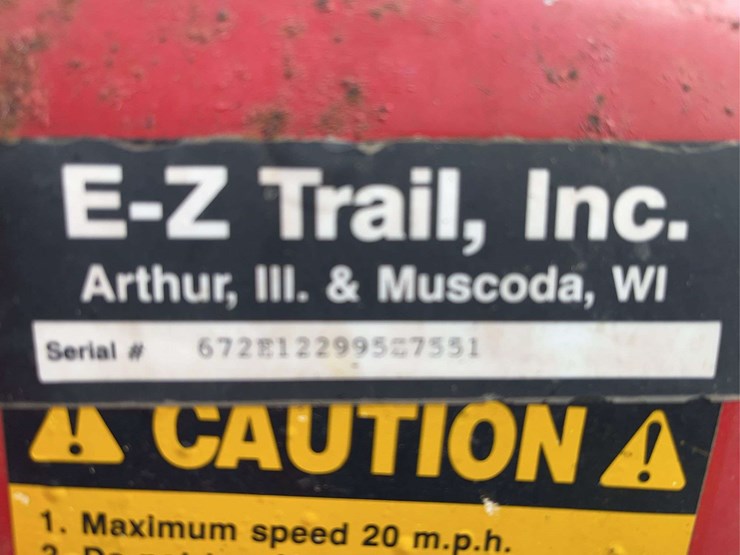 E-Z Trail, Inc.
Arthur, Ill. & Muscoda, WI
Serial #
CAUTION
1. Maximum speed 20 m.p.h.